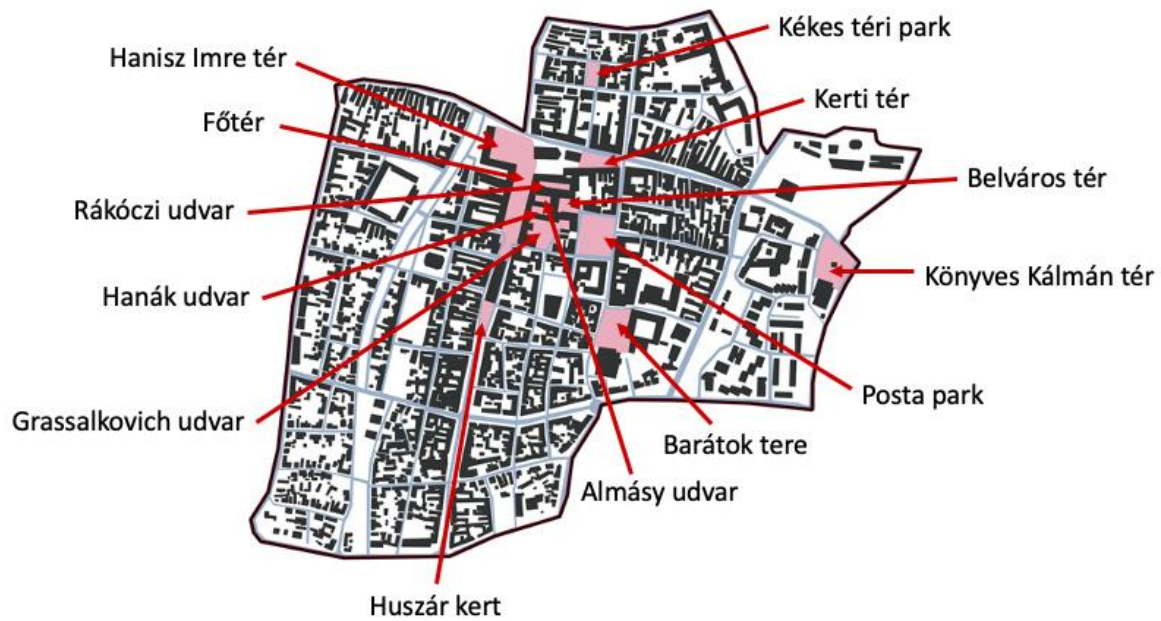 Kékes téri park
Hanisz Imre tér
Kerti tér
Főtér
Belváros tér
Rákóczi udvar
Könyves Kálmán tér
Hanák udvar
Posta park
Grassalkovich udvar
Barátok tere
Almásy udvar
Huszár kert